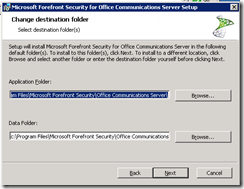 Microsoft Forefront Security for Office Communications Server Setup
Change destination folder
Select destination folder(s)
Setup will install Microsoft Forefront Security for Office Communications Server in the following
default folder(s). To install to this folder(s), click Next. To install to a different location, click
Browse and select another folder or enter the destination folder yourself before clicking Next.
Application Folder:
am Files\Microsoft Forefront Security\Office Communications Server\
Browse...
Data Folder:
c:\Program Files\Microsoft Forefront Security\Office Communications
Browse...
Back
Next
Cancel